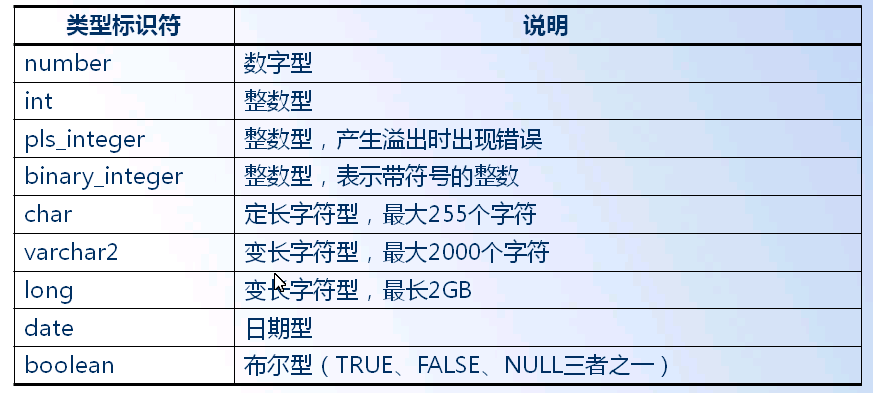 类型标识符 说明
number 数字型
int 整数型
pls_integer 整数型，产生溢出时出现错误
binary_integer 整数型，表示带符号的整数
char 定长字符型，最大255个字符
varchar2 变长字符型，最大2000个字符
long 变长字符型，最长2GB
date 日期型
boolean 布尔型（TRUE、FALSE、NULL三者之一）